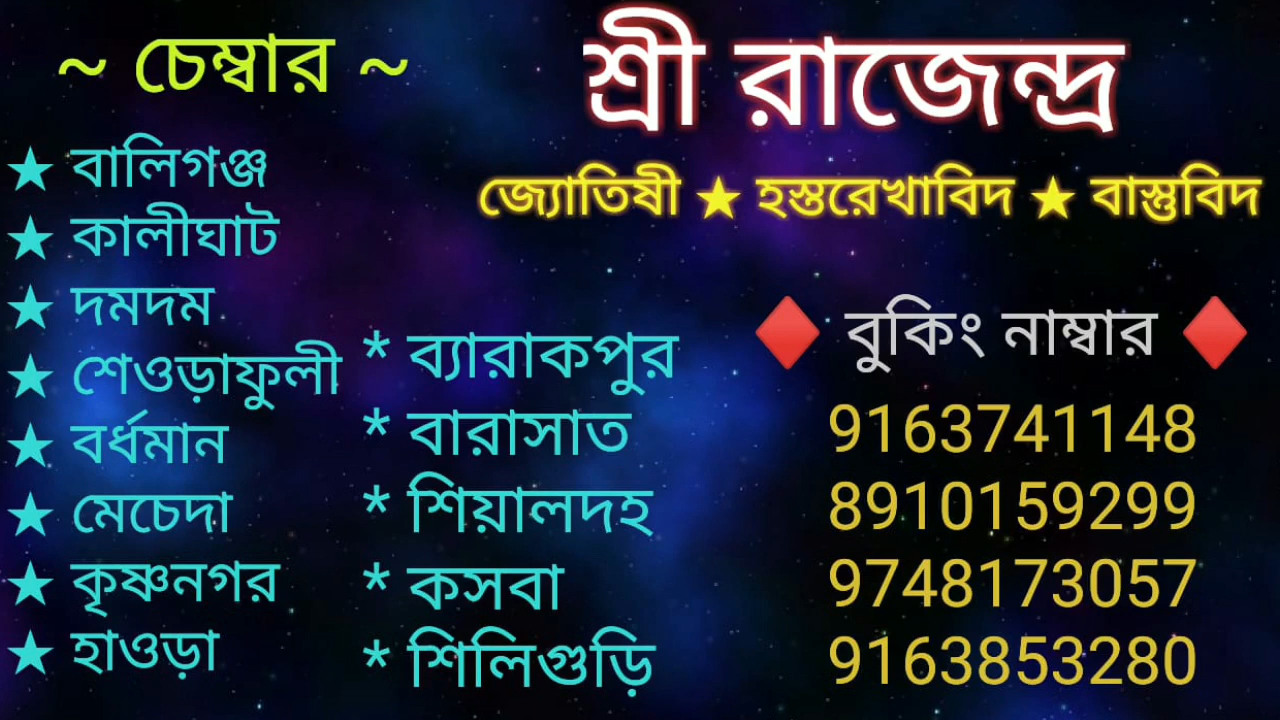 ~ চেম্বার ~
★ বালিগঞ্জ
★ কালীঘাট
★ দমদম
★ শেওড়াফুলী
★ বর্ধমান
★ মেচেদা
★ কৃষ্ণনগর
★ হাওড়া
* ব্যারাকপুর
* বারাসাত
* শিয়ালদহ
* কসবা
* শিলিগুড়ি
শ্রী রাজেন্দ্র
জ্যোতিষী ★ হস্তরেখাবিদ ★ বাস্তুবিদ
♦ বুকিং নাম্বার ♦
9163741148
8910159299
9748173057
9163853280